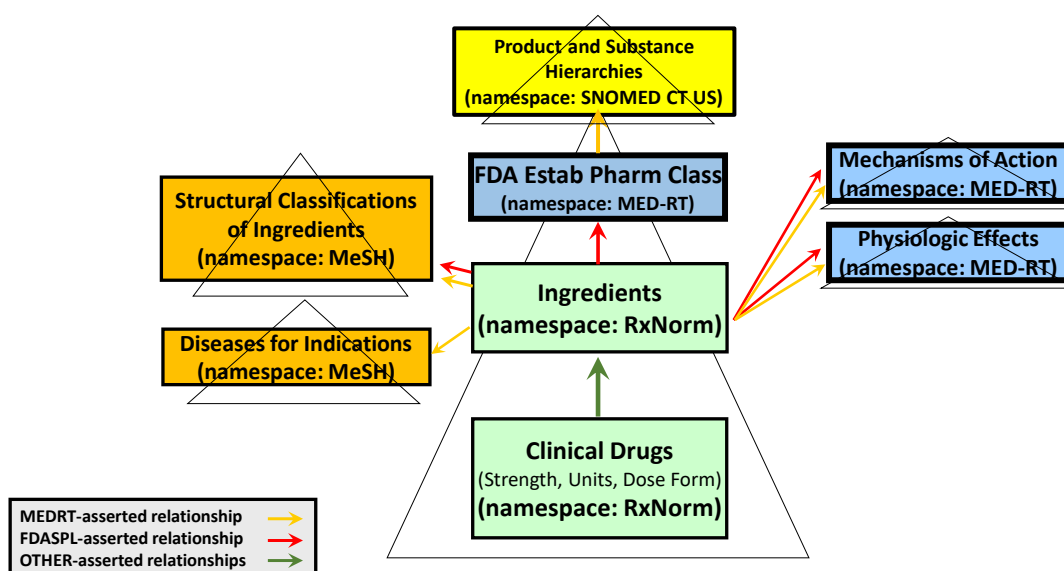 Product and Substance
Hierarchies
(namespace: SNOMED CT US)
FDA Estab Pharm Class
(namespace: MED-RT)
Mechanisms of Action
(namespace: MED-RT)
Structural Classifications
of Ingredients
(namespace: MeSH)
Physiologic Effects
(namespace: MED-RT)
Ingredients
(namespace: RxNorm)
Diseases for Indications
(namespace: MeSH)
Clinical Drugs
(Strength, Units, Dose Form)
(namespace: RxNorm)
MEDRT-asserted relationship
FDASPL-asserted relationship
OTHER-asserted relationships